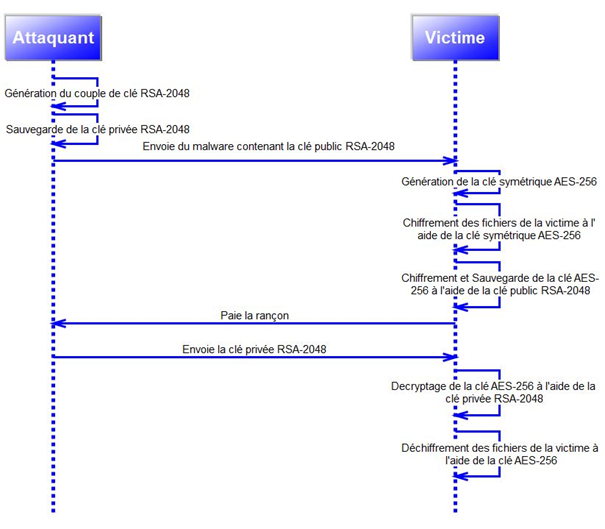 Attaquant
Victime
Génération du couple de clé RSA-2048
Sauvegarde de la clé privée RSA-2048
Envoie du malware contenant la clé public RSA-2048
Génération de la clé symétrique AES-256
Chiffrement des fichiers de la victime à l'
aide de la clé symétrique AES-256
Chiffrement et Sauvegarde de la clé AES-
256 à l'aide de la clé public RSA-2048
Paie la rançon
Envoie la clé privée RSA-2048
Decryptage de la clé AES-256 à l'aide de la
clé privée RSA-2048
Déchiffrement des fichiers de la victime à
l'aide de la clé AES-256